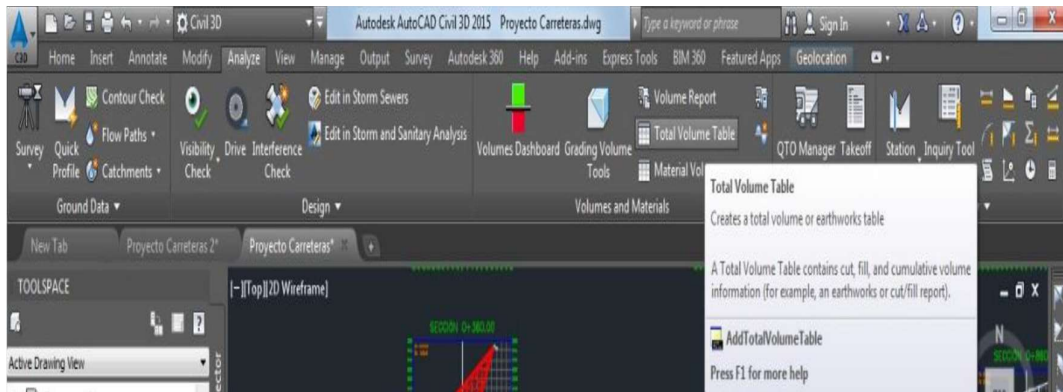 Civil 3D
Autodesk AutoCAD Civil 3D 2015 Proyecto Carreteras.dwg
Type a keyword or phrase
Sign In
C3D
Home Insert Annotate Modify Analyze View Manage Output Survey Autodesk 360 Help Add-ins Express Tools BIM 360 Featured Apps Geolocation
Survey
Quick Profile
Contour Check
Flow Paths
Catchments
Visibility Check
Drive
Interference Check
Edit in Storm Sewers
Edit in Storm and Sanitary Analysis
Volumes Dashboard
Grading Volume Tools
Volume Report
Total Volume Table
Material Vol
QTO Manager
Takeoff
Station
Inquiry Tool
Ground Data
Design
Volumes and Materials
Total Volume Table
Creates a total volume or earthworks table
A Total Volume Table contains cut, fill, and cumulative volume
information (for example, an earthworks or cut/fill report).
AddTotalVolumeTable
Press F1 for more help
New Tab
Proyecto Carreteras 2*
Proyecto Carreteras*
TOOLSPACE
Active Drawing View
[-][Top][2D Wireframe]
SECCIÓN 0+360.00
N